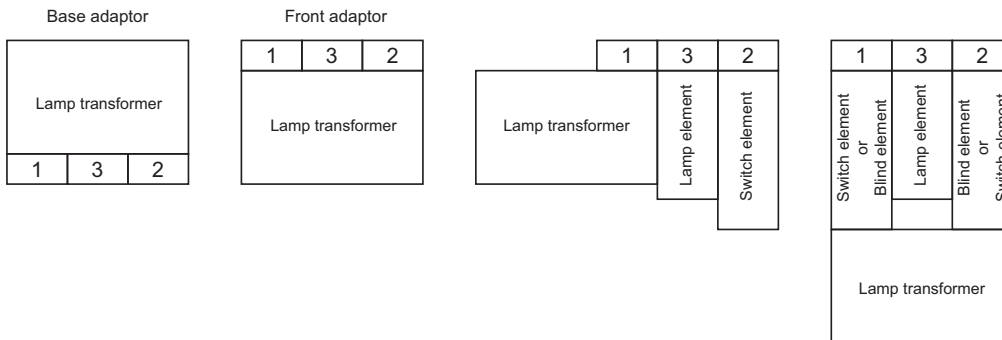 Base adaptor
Front adaptor
Lamp transformer
1 3 2
1 3 2
Lamp transformer
1 3 2
Lamp transformer
Lamp element
Switch element
1 3 2
Switch element
or
Blind element
Lamp element
Blind element
or
Switch element
Lamp transformer